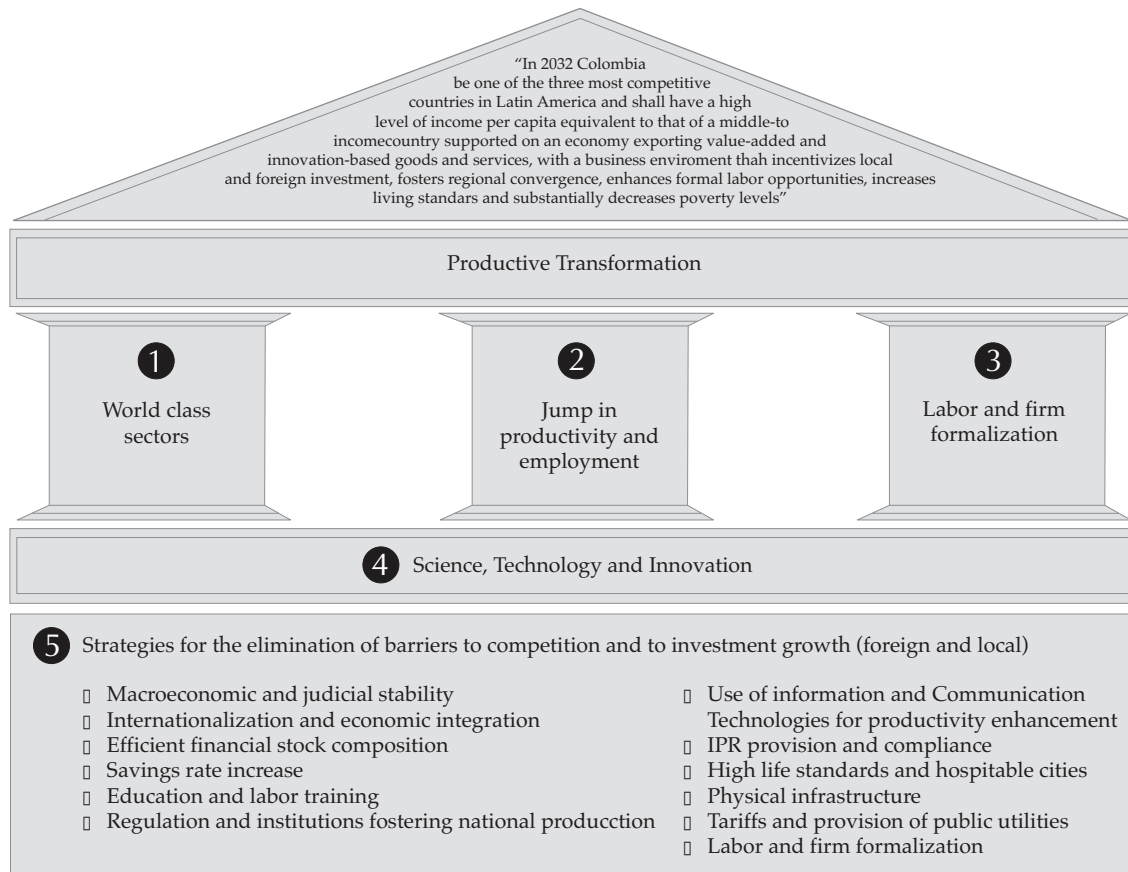 “In 2032 Colombia
be one of the three most competitive
countries in Latin America and shall have a high
level of income per capita equivalent to that of a middle-to
incomecountry supported on an economy exporting value-added and
innovation-based goods and services, with a business enviroment thah incentivizes local
and foreign investment, fosters regional convergence, enhances formal labor opportunities, increases
living standars and substantially decreases poverty levels”
Productive Transformation
1
World class
sectors
2
Jump in
productivity and
employment
3
Labor and firm
formalization
4 Science, Technology and Innovation
5 Strategies for the elimination of barriers to competition and to investment growth (foreign and local)
▯ Macroeconomic and judicial stability
▯ Internationalization and economic integration
▯ Efficient financial stock composition
▯ Savings rate increase
▯ Education and labor training
▯ Regulation and institutions fostering national producction
▯ Use of information and Communication
Technologies for productivity enhancement
▯ IPR provision and compliance
▯ High life standards and hospitable cities
▯ Physical infrastructure
▯ Tariffs and provision of public utilities
▯ Labor and firm formalization